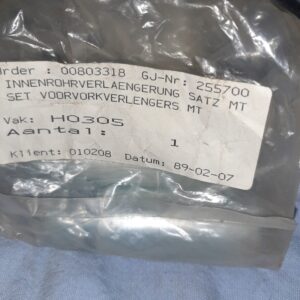 Order : 00803318 GJ-Nr: 255700
INNENROHRVERLAENGERUNG SATZ MT
SET VOORVORKVERLENGERS MT
Vak: H0305
Aantal: 1
Klient: 010208 Datum: 89-02-07